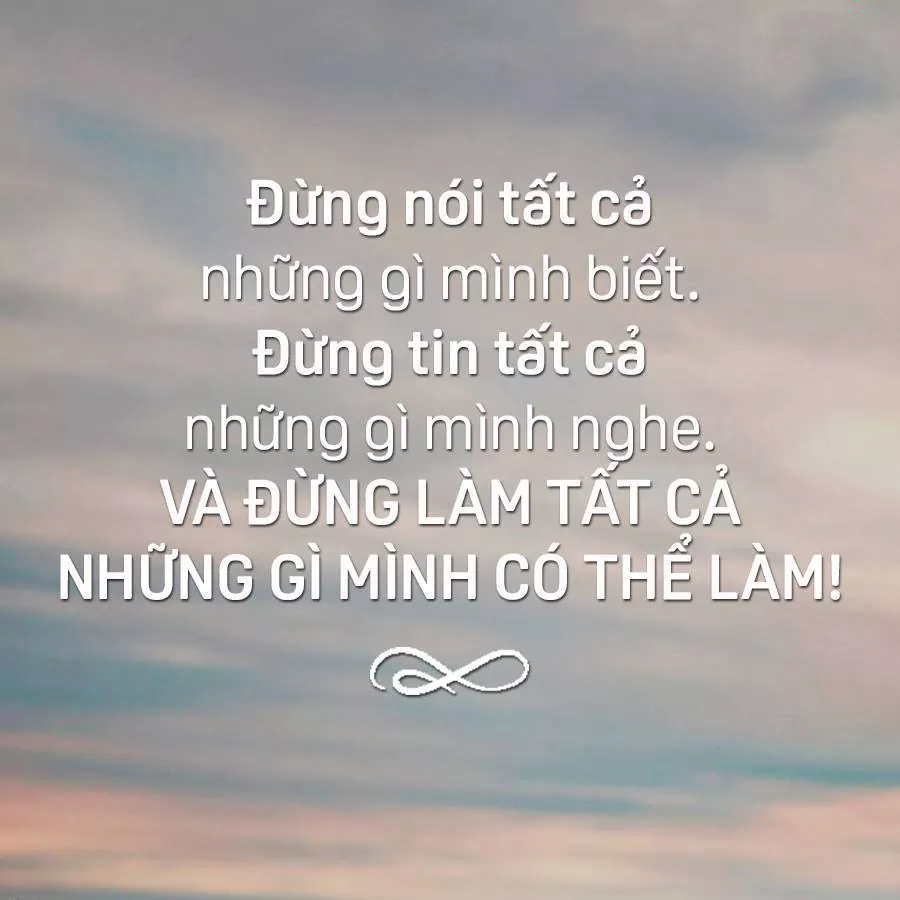 Đừng nói tất cả
những gì mình biết.
Đừng tin tất cả
những gì mình nghe.
VÀ ĐỪNG LÀM TẤT CẢ
NHỮNG GÌ MÌNH CÓ THỂ LÀM!